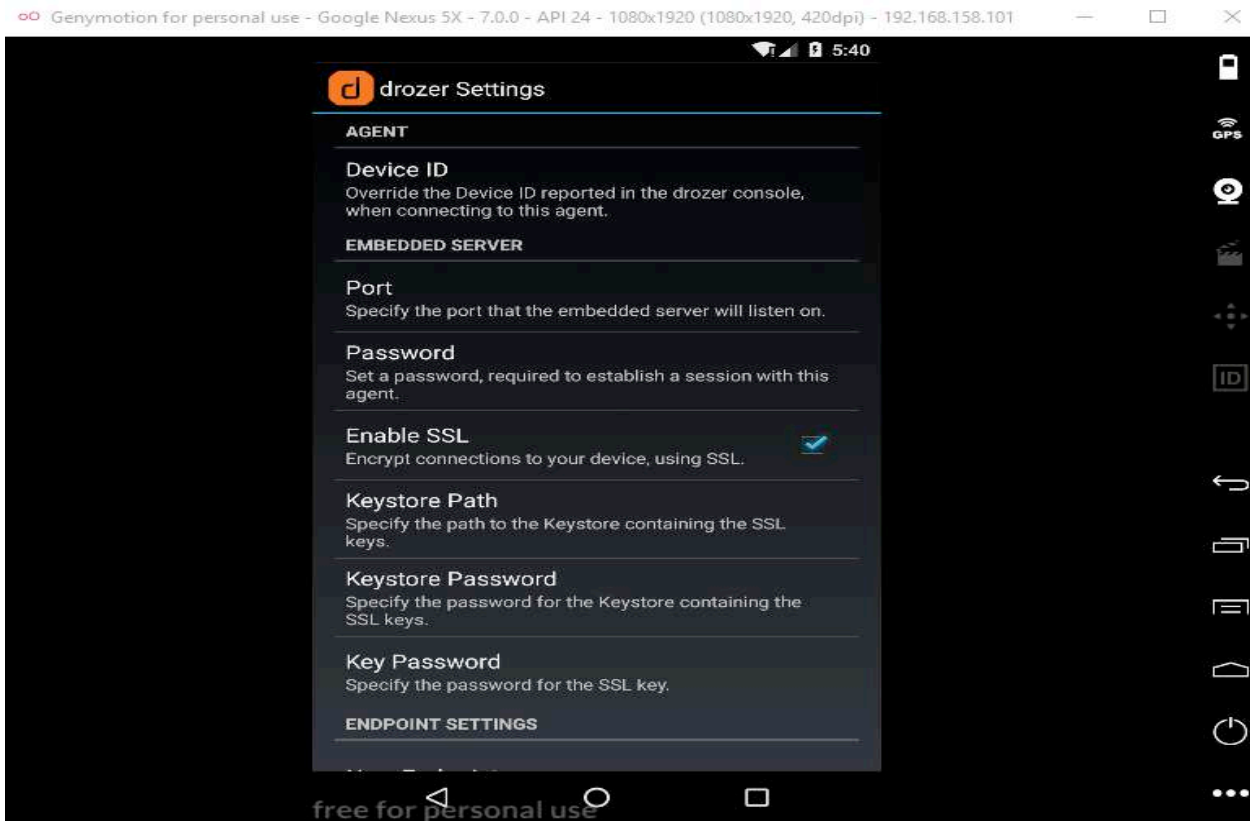 Genymotion for personal use - Google Nexus 5X - 7.0.0 - API 24 - 1080x1920 (1080x1920, 420dpi) - 192.168.158.101
5:40
d drozer Settings
AGENT
Device ID
Override the Device ID reported in the drozer console,
when connecting to this agent.
EMBEDDED SERVER
Port
Specify the port that the embedded server will listen on.
Password
Set a password, required to establish a session with this
agent.
Enable SSL
Encrypt connections to your device, using SSL.
Keystore Path
Specify the path to the Keystore containing the SSL
keys.
Keystore Password
Specify the password for the Keystore containing the
SSL keys.
Key Password
Specify the password for the SSL key.
ENDPOINT SETTINGS
free for personal use
GPS
ID